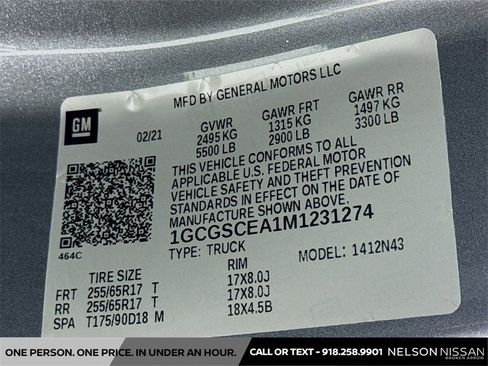 MFD BY GENERAL MOTORS LLC
GM
02/21
GVWR GAWR FRT GAWR RR
2495 KG 1315 KG 1497 KG
5500 LB 2900 LB 3300 LB
THIS VEHICLE CONFORMS TO ALL
APPLICABLE U.S. FEDERAL MOTOR
VEHICLE SAFETY AND THEFT PREVENTION
STANDARDS IN EFFECT ON THE DATE OF
MANUFACTURE SHOWN ABOVE.
1GCGSCEA1M1231274
464C
TYPE: TRUCK MODEL: 1412N43
TIRE SIZE RIM
FRT 255/65R17 T 17X8.0J
RR 255/65R17 T 17X8.0J
SPA T175/90D18 M 18X4.5B
ONE PERSON. ONE PRICE. IN UNDER AN HOUR. CALL OR TEXT - 918.258.9901 NELSON NISSAN
BROKEN ARROW